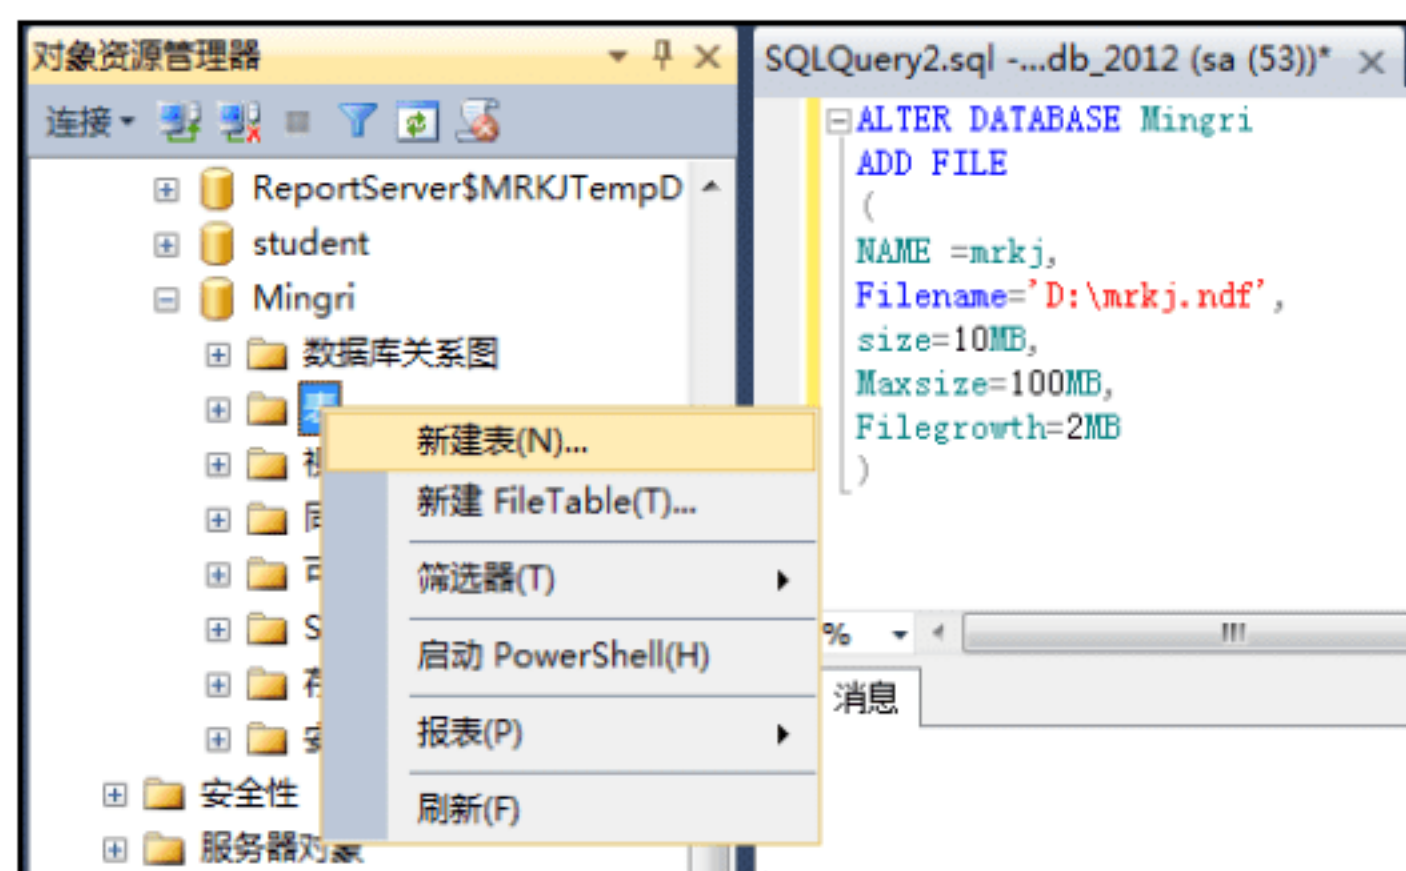 对象资源管理器
连接
ReportServer$MRKJTempD
student
Mingri
数据库关系图
表
新建表(N)...
新建 FileTable(T)...
筛选器(T)
启动 PowerShell(H)
报表(P)
刷新(F)
S
安全性
服务器对象
SQLQuery2.sql -...db_2012 (sa (53))*
ALTER DATABASE Mingri
ADD FILE
(
NAME =mrkj,
Filename='D:\mrkj.ndf',
size=10MB,
Maxsize=100MB,
Filegrowth=2MB
)
%
消息